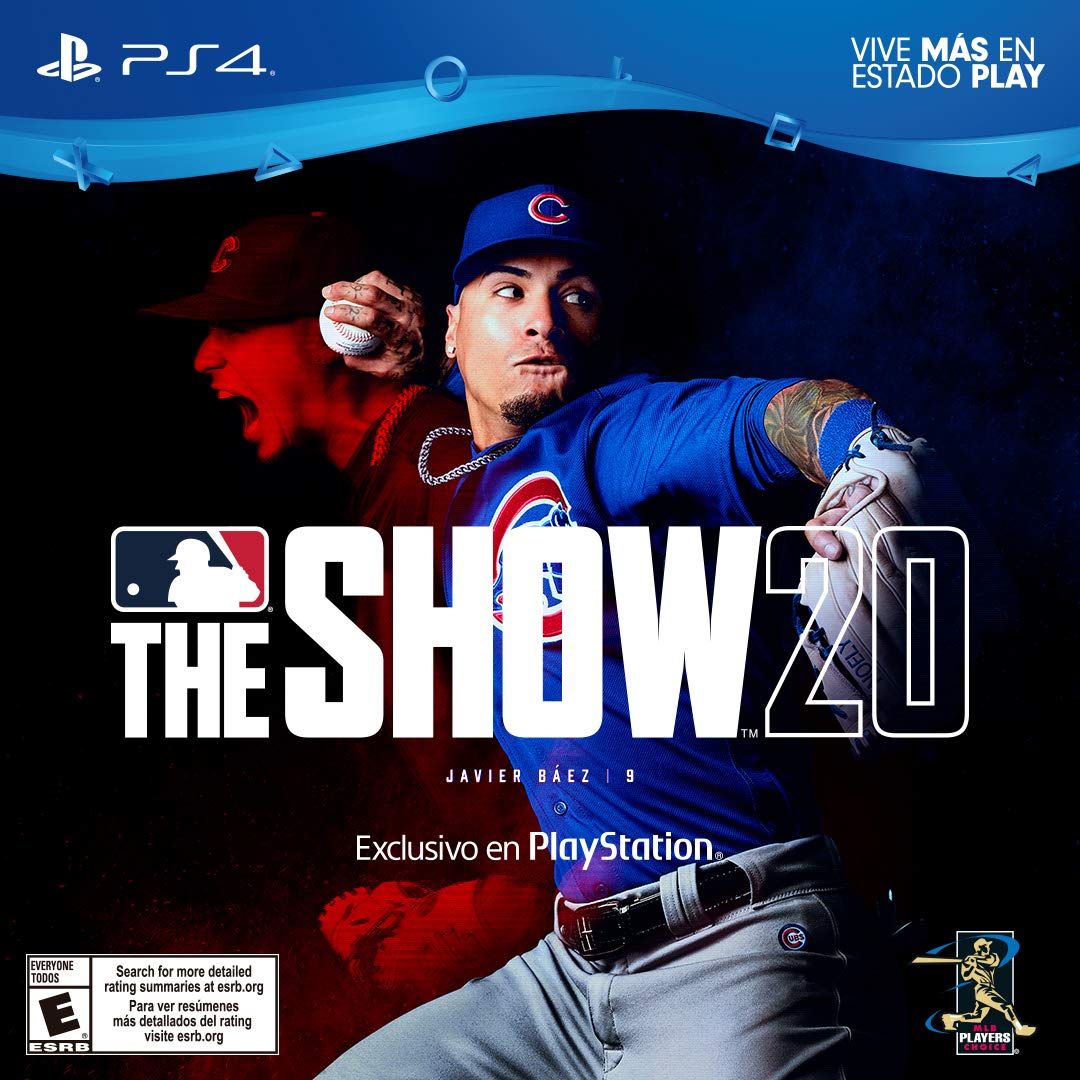 PS4
VIVE MÁS EN
ESTADO PLAY
C
C
THE SHOW 20
TM
JAVIER BÁEZ | 9
Exclusivo en PlayStation®
CUBS
EVERYONE
TODOS
E
ESRB
Search for more detailed
rating summaries at esrb.org
Para ver resúmenes
más detallados del rating
visite esrb.org
MLB
PLAYERS
CHOICE